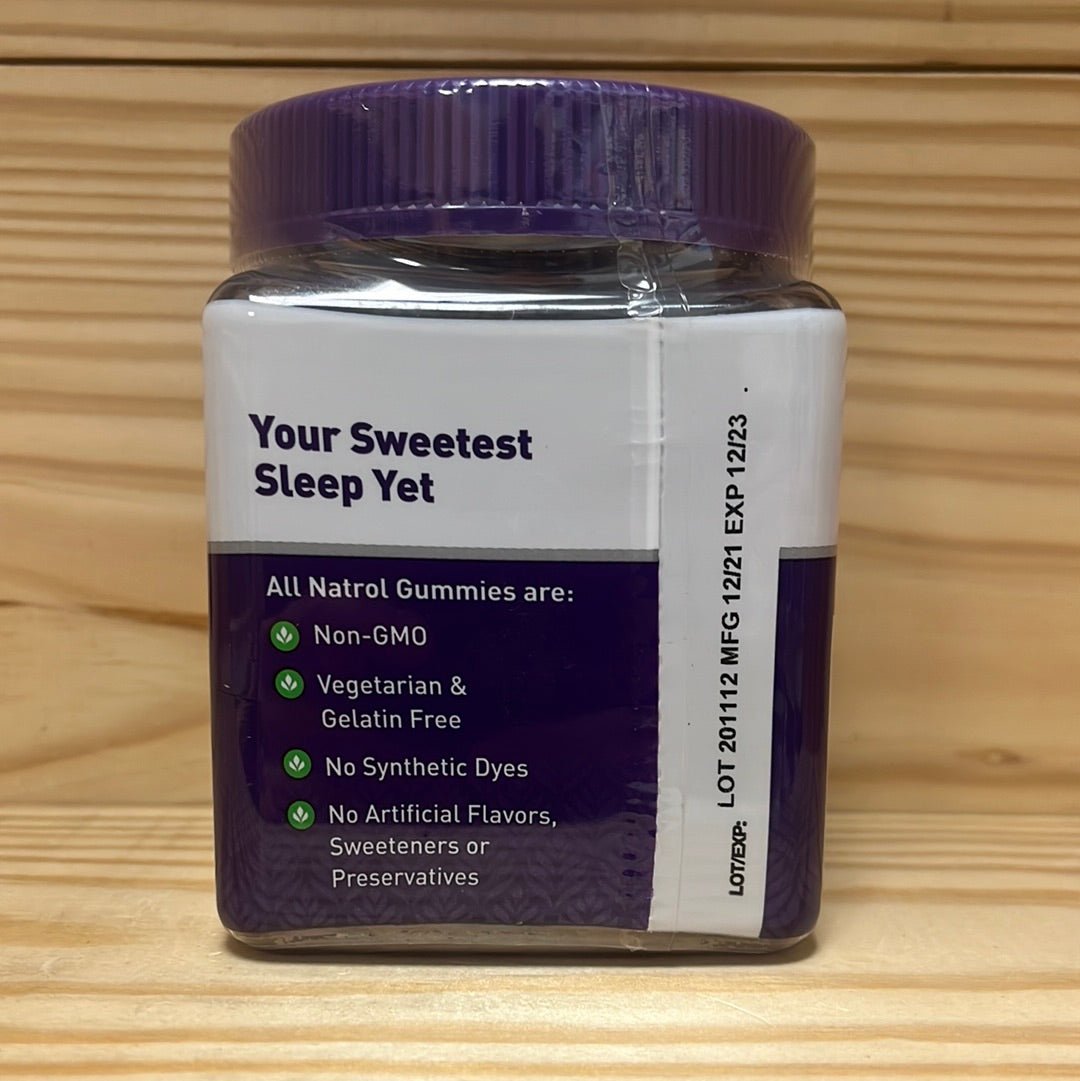 Your Sweetest
Sleep Yet
All Natrol Gummies are:
Non-GMO
Vegetarian &
Gelatin Free
No Synthetic Dyes
No Artificial Flavors,
Sweeteners or
Preservatives
LOT/EXP: LOT 201112 MFG 12/21 EXP 12/23